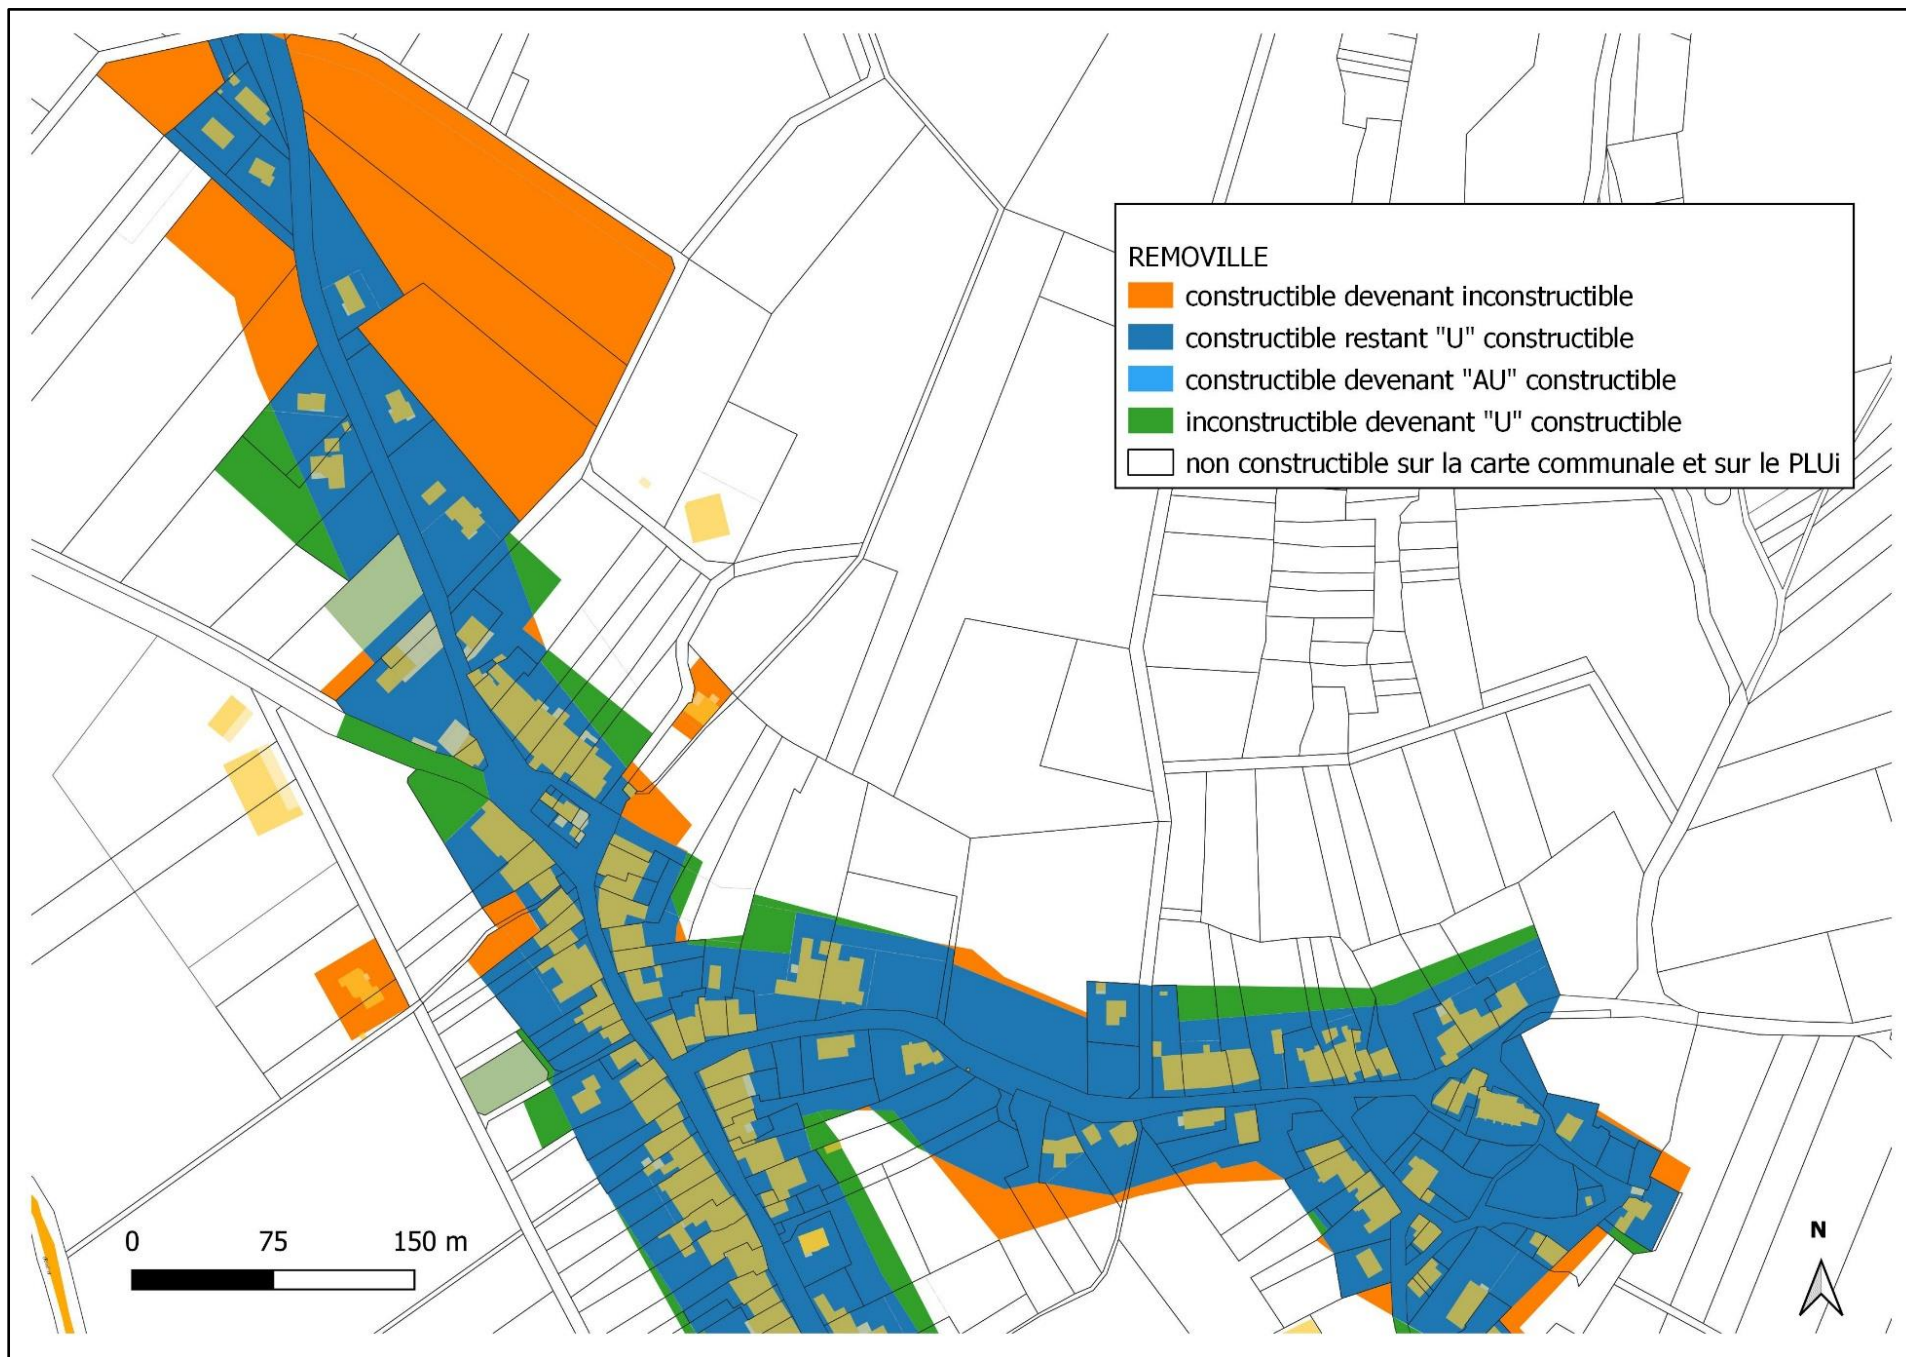 REMOVILLE
constructible devenant inconstructible
constructible restant "U" constructible
constructible devenant "AU" constructible
inconstructible devenant "U" constructible
non constructible sur la carte communale et sur le PLUi
0 75 150 m
N